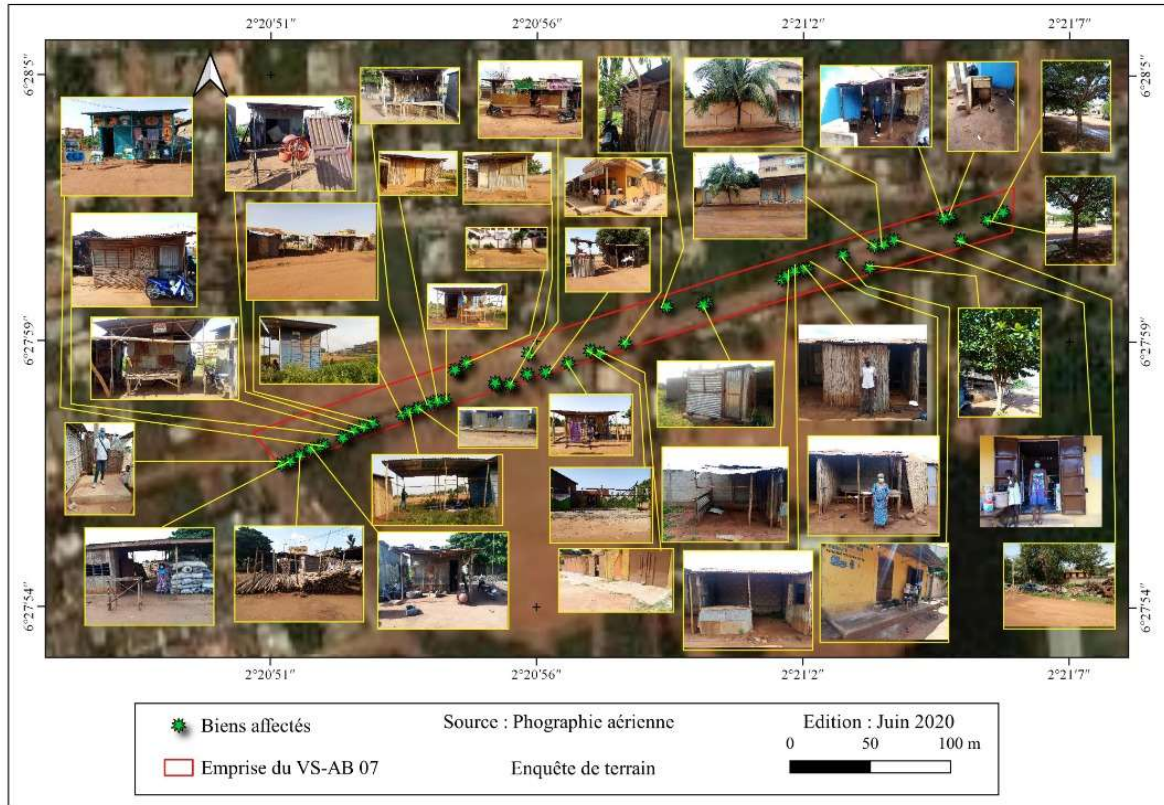 2°20'51" 2°20'56" 2°21'2" 2°21'7"
6°28'5" 6°28'5"
6°27'59" 6°27'59"
6°27'54" 6°27'54"
2°20'51" 2°20'56" 2°21'2" 2°21'7"
Biens affectés Source : Phographie aérienne Edition : Juin 2020
0 50 100 m
Emprise du VS-AB 07 Enquête de terrain